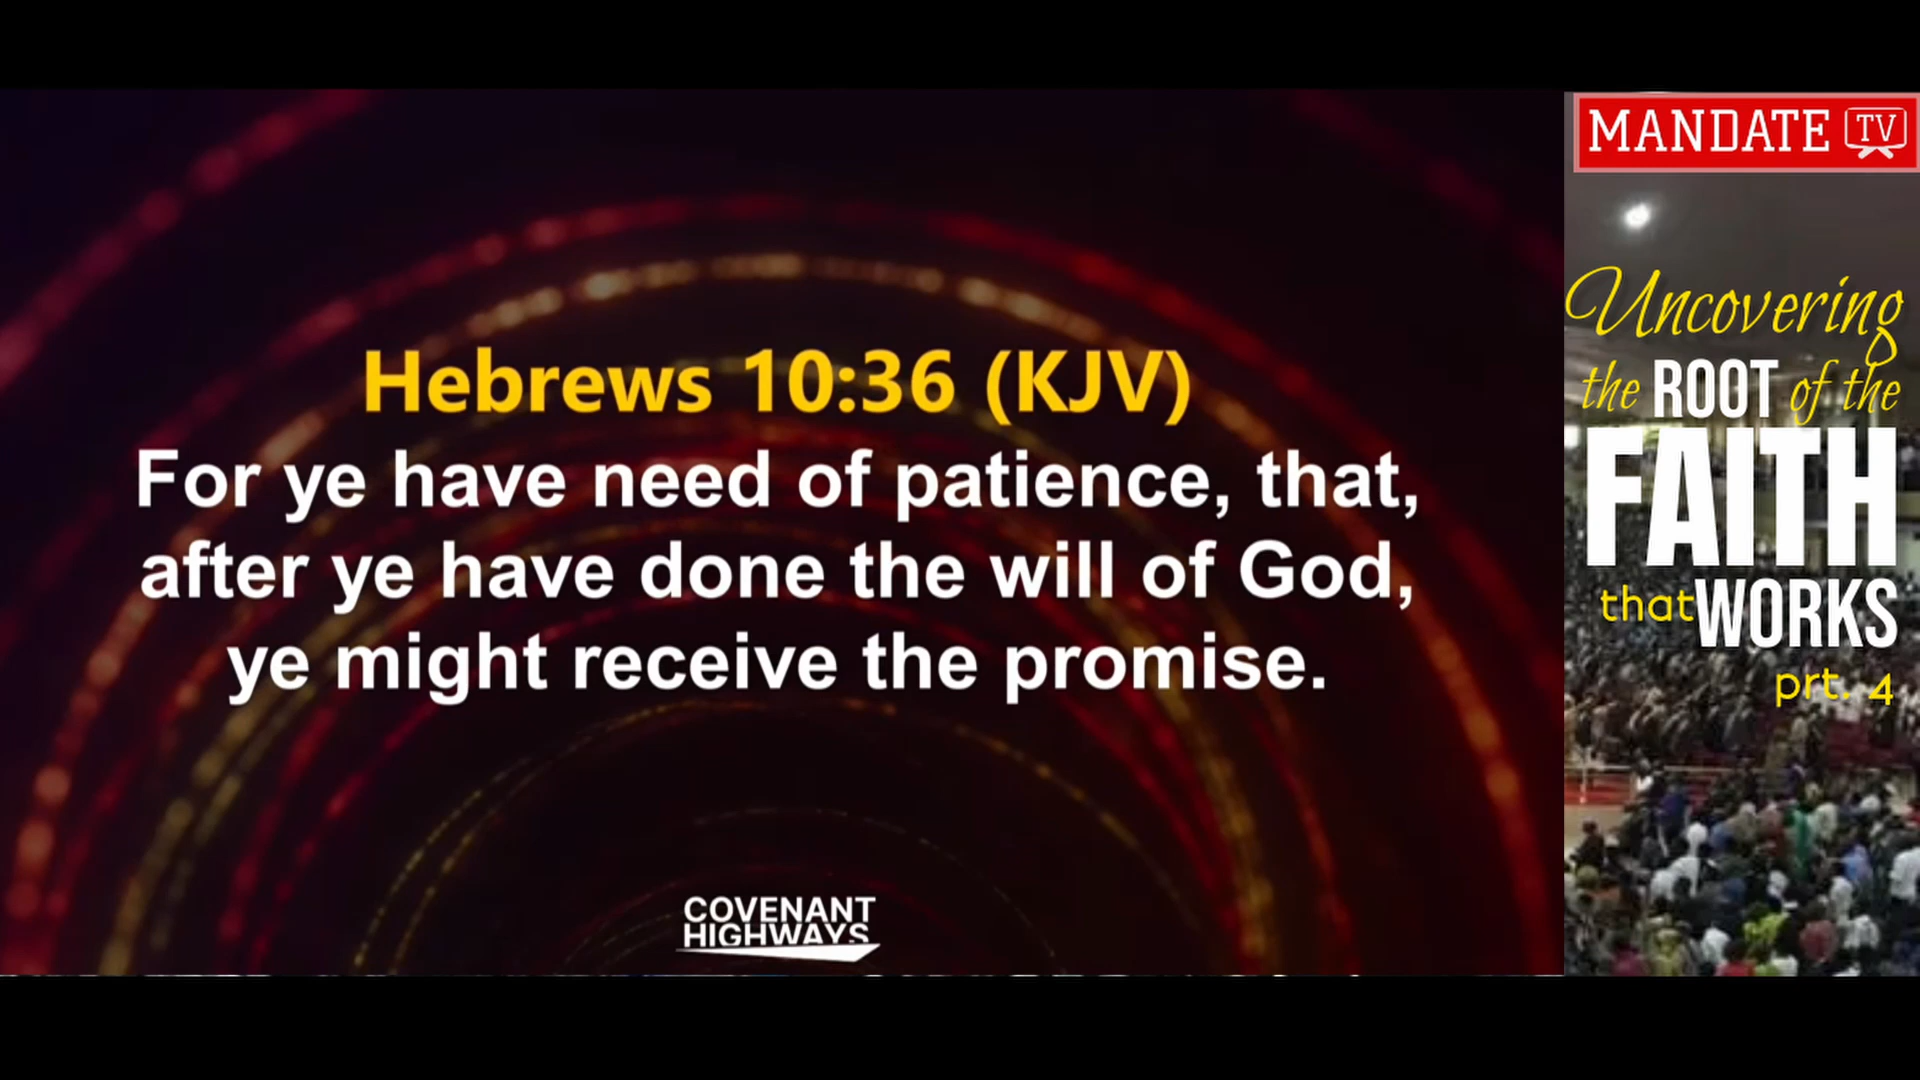 Hebrews 10:36 (KJV)
For ye have need of patience, that,
after ye have done the will of God,
ye might receive the promise.
COVENANT
HIGHWAYS
MANDATE TV
Uncovering
the ROOT of the
FAITH
that WORKS
prt. 4